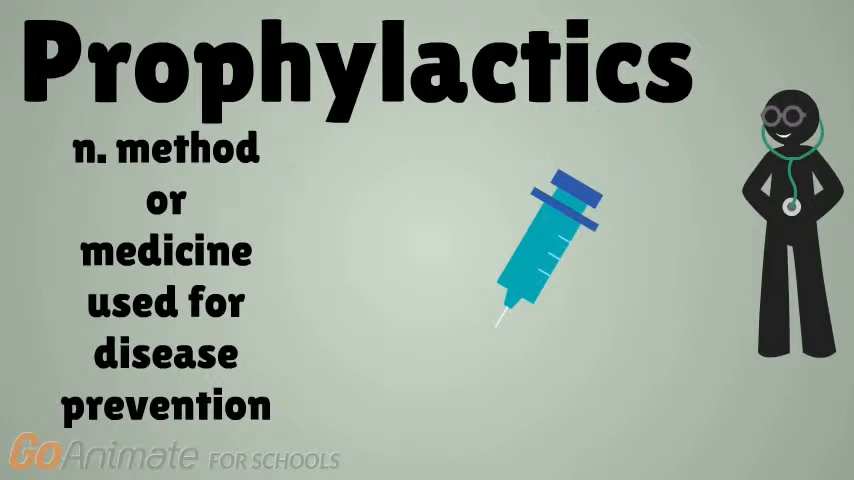 Prophylactics
n. method
or
medicine
used for
disease
prevention
GoAnimate FOR SCHOOLS